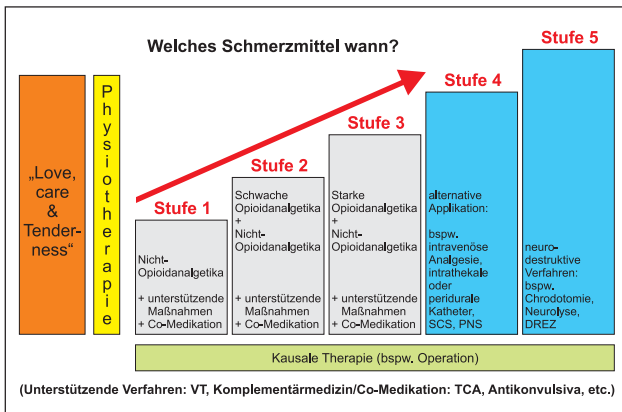 Welches Schmerzmittel wann?
„Love,
care
&
Tender-
ness“
Physiotherapie
Stufe 1
Nicht-
Opioidanalgetika
+ unterstützende
Maßnahmen
+ Co-Medikation
Stufe 2
Schwache
Opioidanalgetika
+
Nicht-
Opioidanalgetika
+ unterstützende
Maßnahmen
+ Co-Medikation
Stufe 3
Starke
Opioidanalgetika
+
Nicht-
Opioidanalgetika
+ unterstützende
Maßnahmen
+ Co-Medikation
Stufe 4
alternative
Applikation:
bspw.
intravenöse
Analgesie,
intrathekale
oder
peridurale
Katheter,
SCS, PNS
Stufe 5
neuro-
destruktive
Verfahren:
bspw.
Chrodotomie,
Neurolyse,
DREZ
Kausale Therapie (bspw. Operation)
(Unterstützende Verfahren: VT, Komplementärmedizin/Co-Medikation: TCA, Antikonvulsiva, etc.)